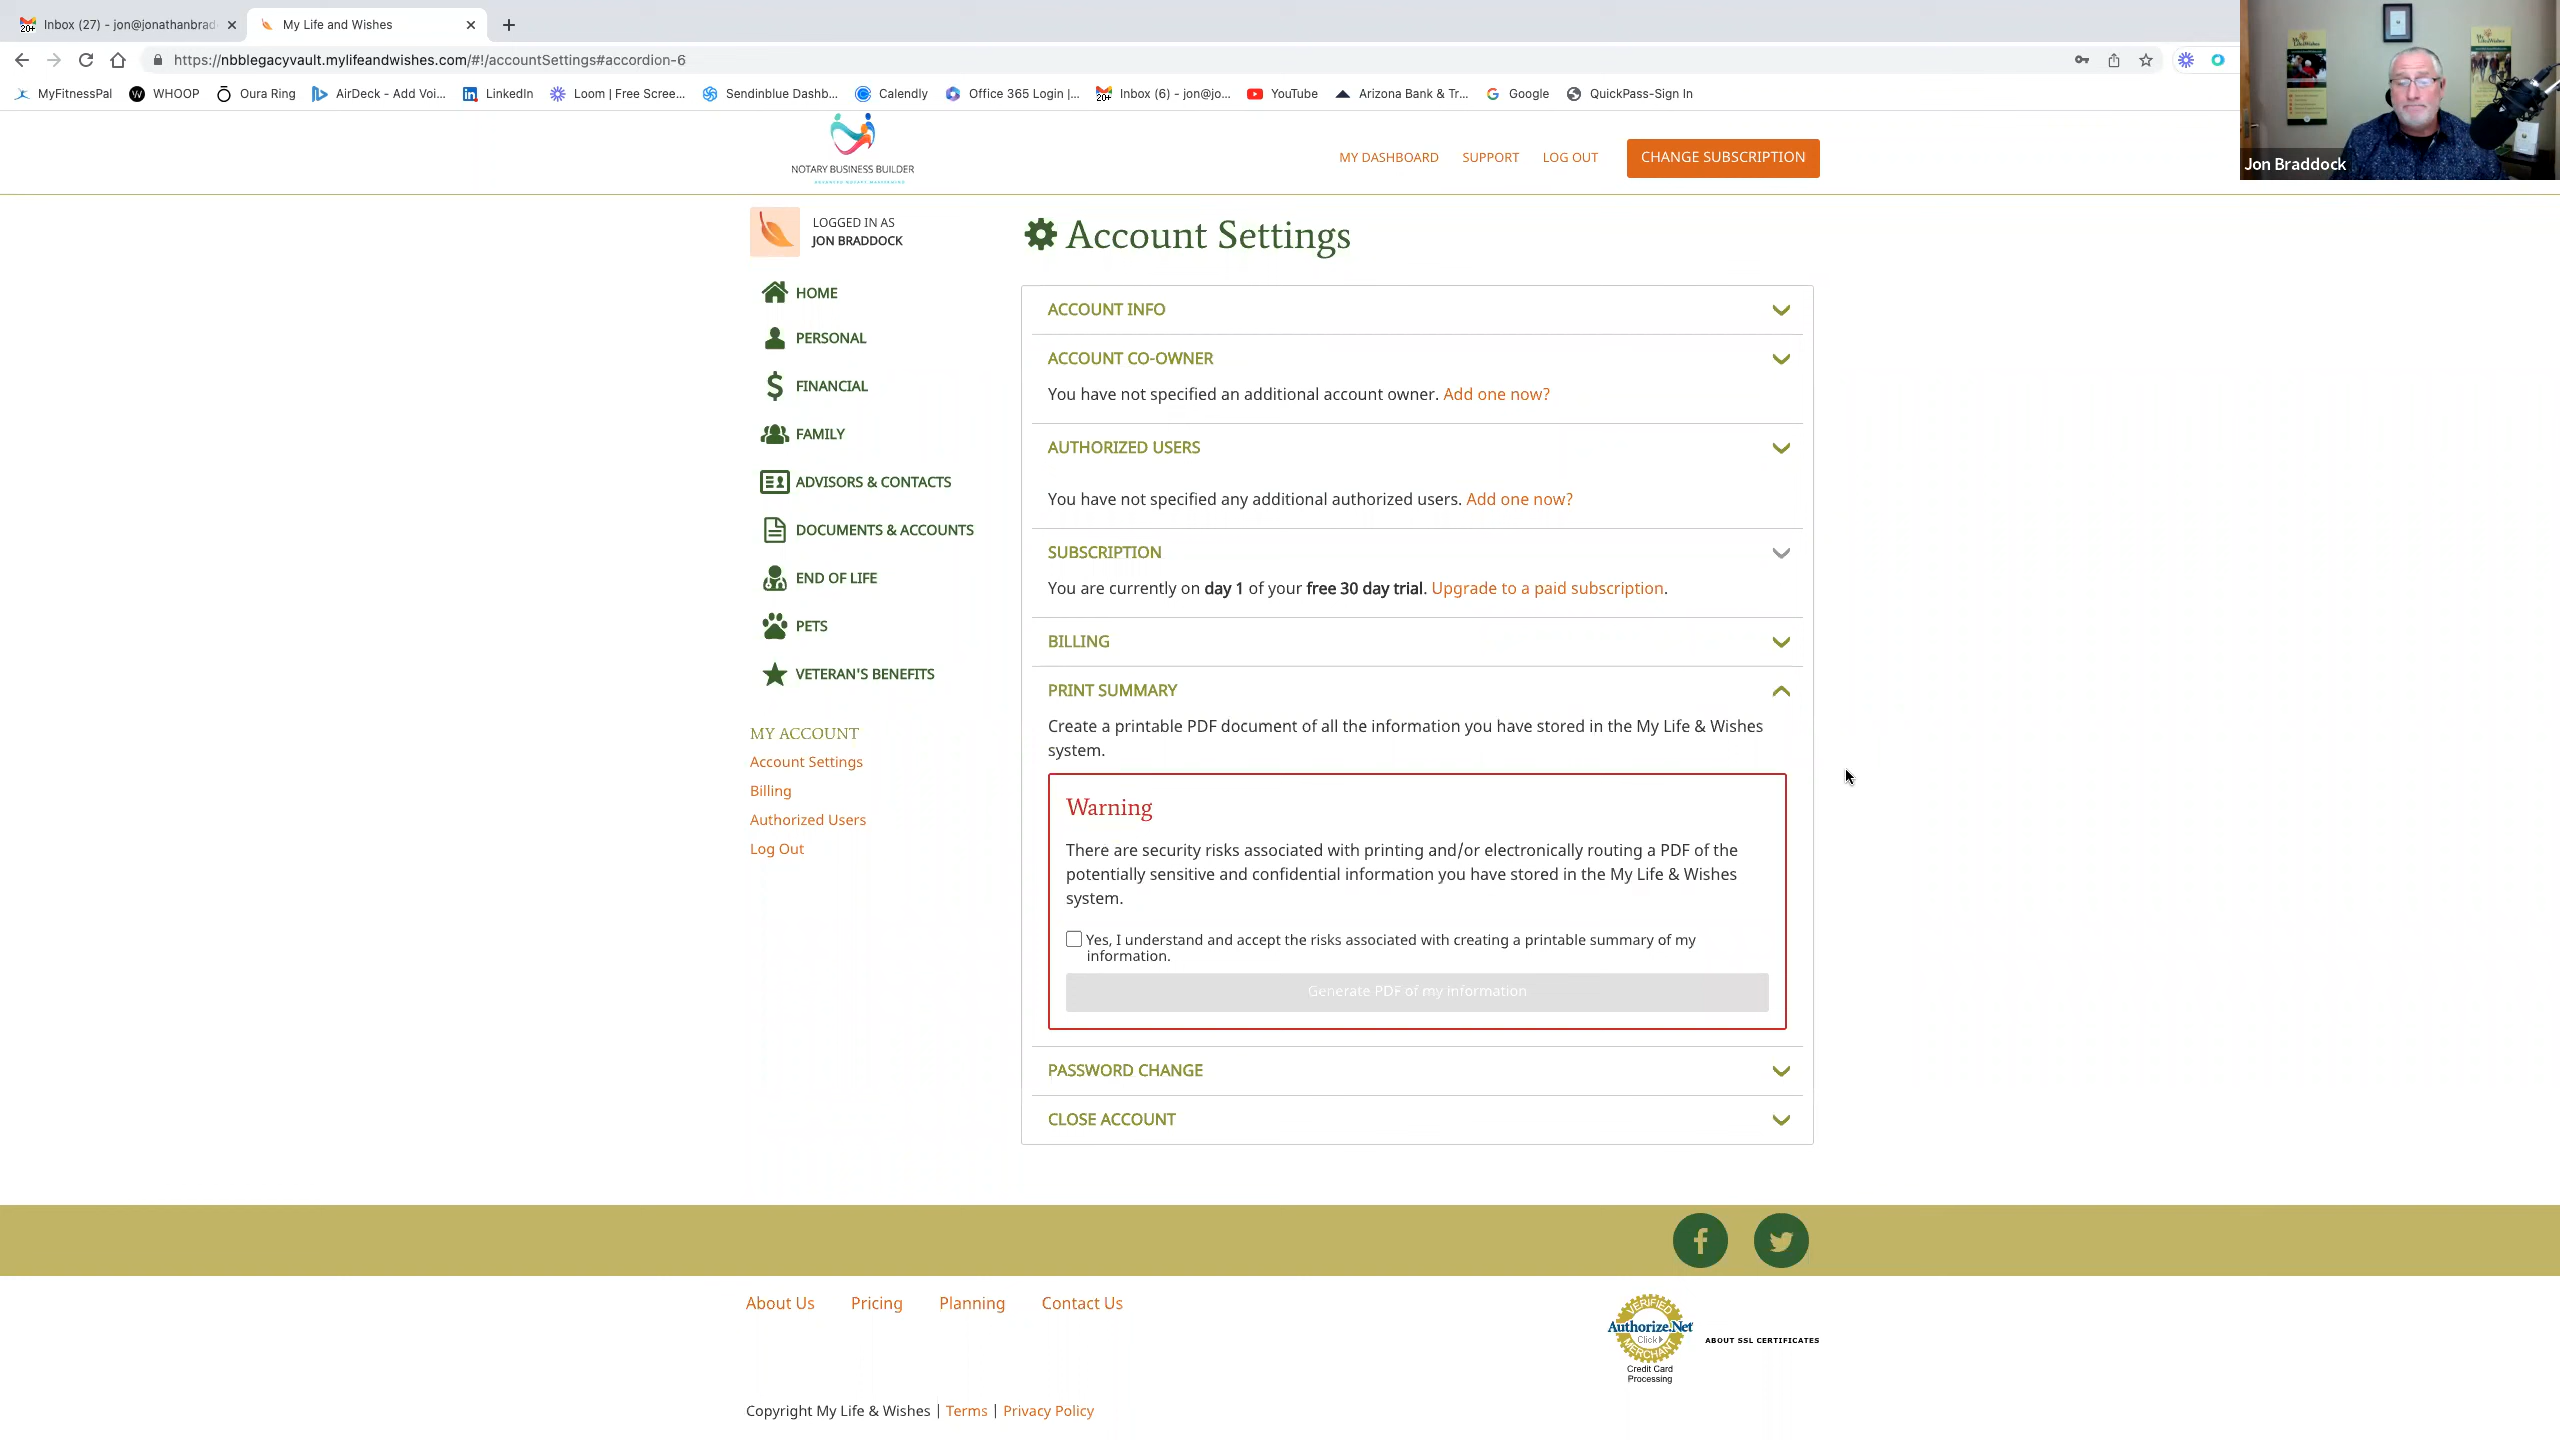 Inbox (27) - jon@jonathanbrad
My Life and Wishes
https://nbblegacyvault.mylifeandwishes.com/#!/accountSettings#accordion-6
MyFitnessPal
WHOOP
Oura Ring
AirDeck - Add Voi...
LinkedIn
Loom | Free Scree...
Sendinblue Dashb...
Calendly
Office 365 Login |...
Inbox (6) - jon@jo...
YouTube
Arizona Bank & Tr...
Google
QuickPass-Sign In
Jon Braddock
NOTARY BUSINESS BUILDER
MY DASHBOARD
SUPPORT
LOG OUT
CHANGE SUBSCRIPTION
LOGGED IN AS
JON BRADDOCK
HOME
PERSONAL
FINANCIAL
FAMILY
ADVISORS & CONTACTS
DOCUMENTS & ACCOUNTS
END OF LIFE
PETS
VETERAN'S BENEFITS
MY ACCOUNT
Account Settings
Billing
Authorized Users
Log Out
Account Settings
ACCOUNT INFO
ACCOUNT CO-OWNER
You have not specified an additional account owner. Add one now?
AUTHORIZED USERS
You have not specified any additional authorized users. Add one now?
SUBSCRIPTION
You are currently on day 1 of your free 30 day trial. Upgrade to a paid subscription.
BILLING
PRINT SUMMARY
Create a printable PDF document of all the information you have stored in the My Life & Wishes
system.
Warning
There are security risks associated with printing and/or electronically routing a PDF of the
potentially sensitive and confidential information you have stored in the My Life & Wishes
system.
Yes, I understand and accept the risks associated with creating a printable summary of my
information.
Generate PDF of my information
PASSWORD CHANGE
CLOSE ACCOUNT
About Us
Pricing
Planning
Contact Us
VERIFIED
Authorize.Net
Click
MERCHANT
Credit Card
Processing
ABOUT SSL CERTIFICATES
Copyright My Life & Wishes | Terms | Privacy Policy